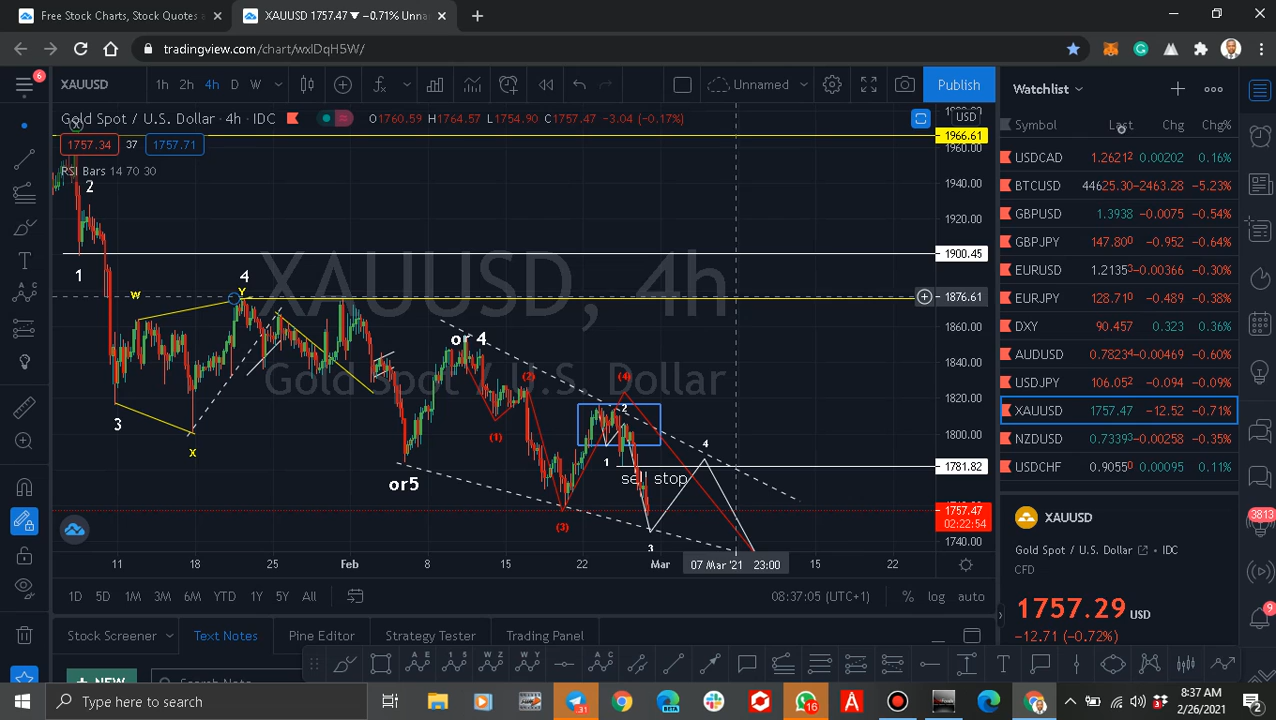 Free Stock Charts, Stock Quotes
XAUUSD 1757.47 ▼ −0.71% Unna
tradingview.com/chart/wxlDqH5W/
6
XAUUSD
1h 2h 4h D W
Unnamed
Publish
Watchlist
Gold Spot / U.S. Dollar 4h IDC
O1760.59 H1764.57 L1754.90 C1757.47 −3.04 (−0.17%)
USD
1757.34 37 1757.71
RSI Bars 14 70 30
XAUUSD, 4h
Gold Spot / U.S. Dollar
1966.61
1960.00
1940.00
1920.00
1900.45
1876.61
1860.00
1840.00
1820.00
1800.00
1781.82
1757.47
02:22:54
1740.00
2
1
W
4
Y
3
X
or 4
or5
(1)
(2)
(3)
(4)
2
1
4
sell stop
3
11 18 25 Feb 8 15 22 Mar 07 Mar '21 23:00 15 22
1D 5D 1M 3M 6M YTD 1Y 5Y All
08:37:05 (UTC+1) % log auto
Stock Screener Text Notes Pine Editor Strategy Tester Trading Panel
NEW
Symbol Last Chg Chg%
USDCAD 1.2621² 0.00202 0.16%
BTCUSD 44625.30 −2463.28 −5.23%
GBPUSD 1.3938 −0.0075 −0.54%
GBPJPY 147.80⁰ −0.952 −0.64%
EURUSD 1.2135³ −0.00366 −0.30%
EURJPY 128.71⁰ −0.489 −0.38%
DXY 90.457 0.323 0.36%
AUDUSD 0.7823⁴ −0.00469 −0.60%
USDJPY 106.05² −0.094 −0.09%
XAUUSD 1757.47 −12.52 −0.71%
NZDUSD 0.7339³ −0.00258 −0.35%
USDCHF 0.9055⁰ 0.00095 0.11%
XAUUSD
Gold Spot / U.S. Dollar IDC
CFD
1757.29 USD
−12.71 (−0.72%)
3813
9
Type here to search
31
16
8:37 AM
2/26/2021
2